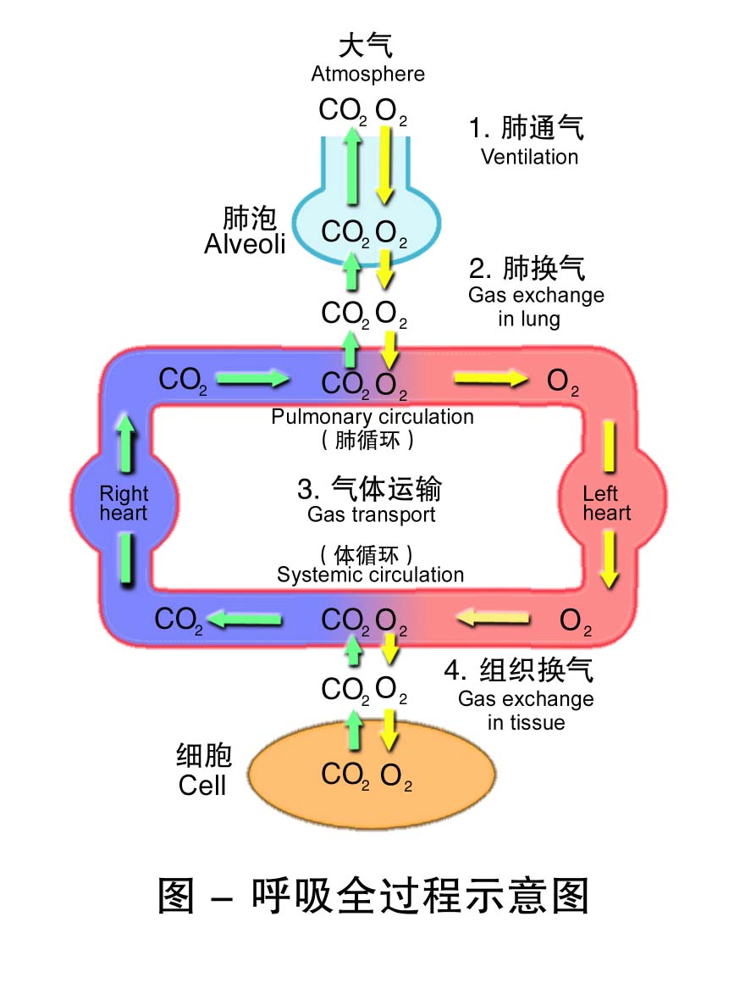 大气
Atmosphere
CO₂ O₂
1. 肺通气
Ventilation
肺泡
Alveoli
CO₂ O₂
2. 肺换气
Gas exchange
in lung
CO₂ O₂
CO₂
CO₂ O₂
O₂
Pulmonary circulation
（肺循环）
Right
heart
3. 气体运输
Gas transport
Left
heart
（体循环）
Systemic circulation
CO₂
CO₂ O₂
O₂
4. 组织换气
Gas exchange
in tissue
CO₂ O₂
细胞
Cell
CO₂ O₂
图 – 呼吸全过程示意图